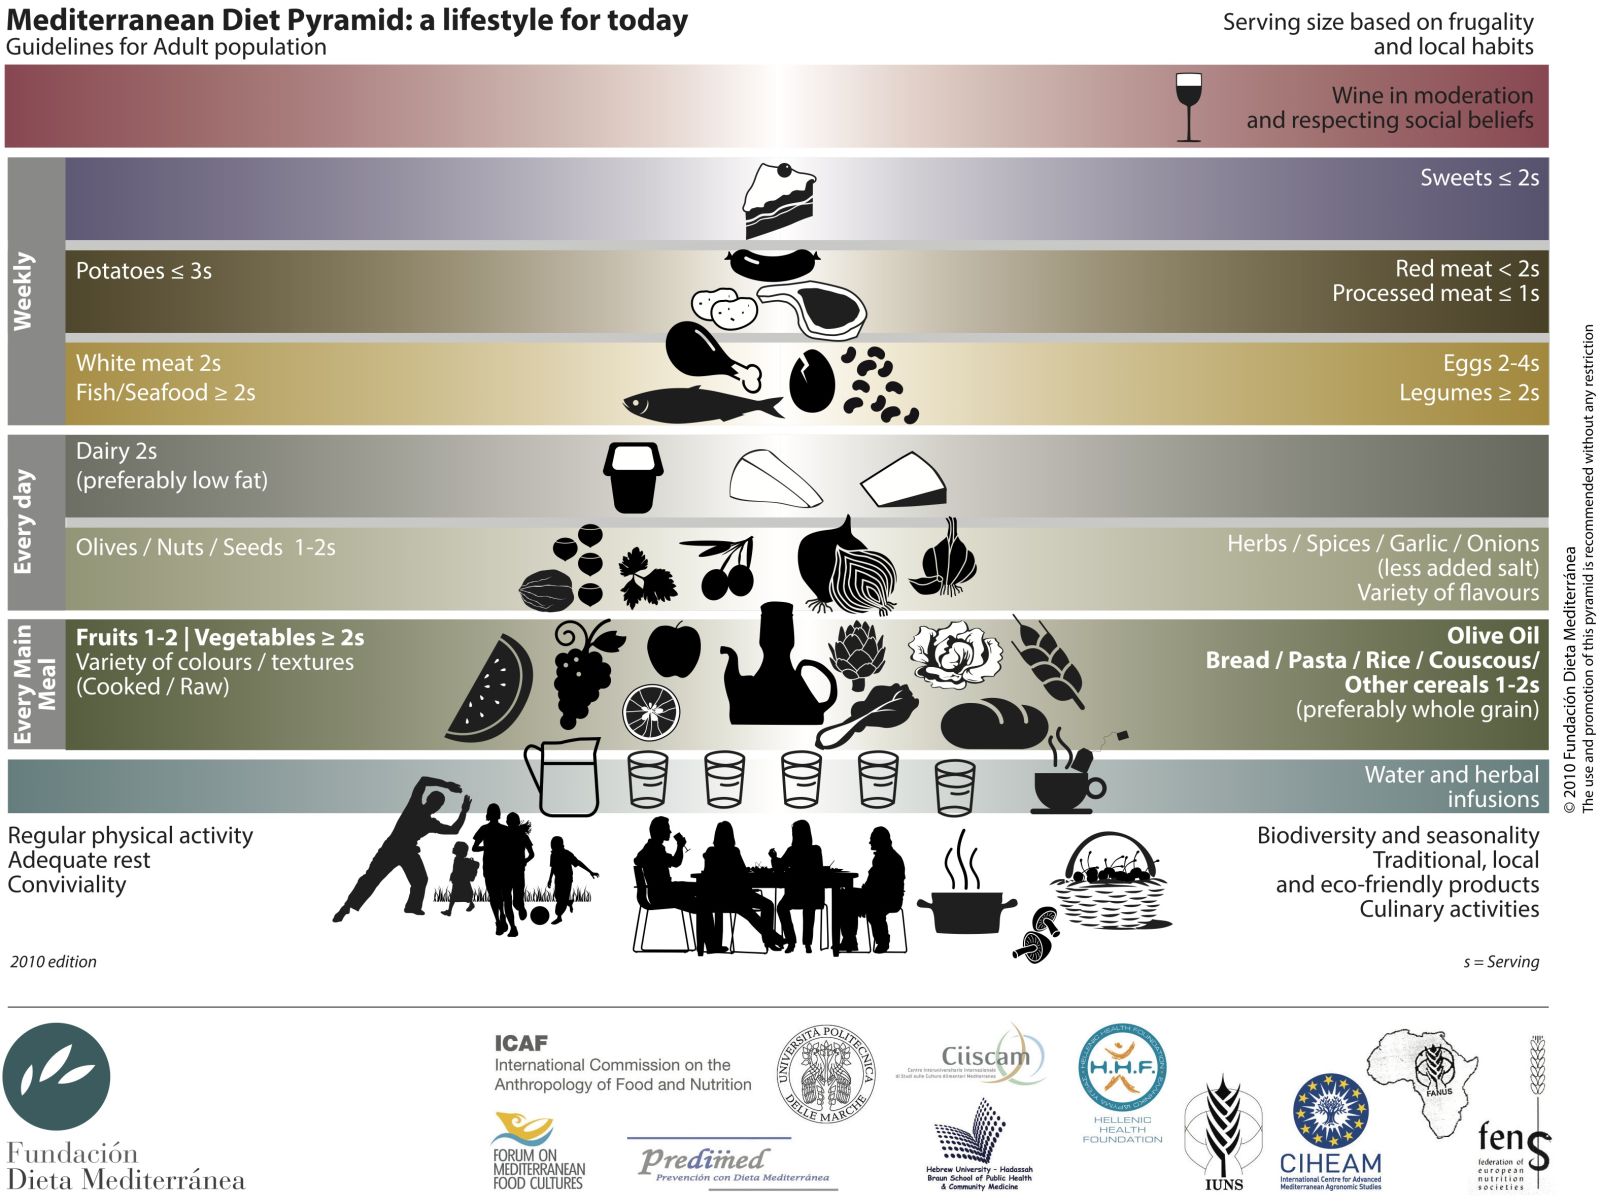 Mediterranean Diet Pyramid: a lifestyle for today
Guidelines for Adult population
Serving size based on frugality
and local habits
Wine in moderation
and respecting social beliefs
Weekly
Sweets ≤ 2s
Potatoes ≤ 3s
Red meat < 2s
Processed meat ≤ 1s
White meat 2s
Fish/Seafood ≥ 2s
Eggs 2-4s
Legumes ≥ 2s
Every day
Dairy 2s
(preferably low fat)
Olives / Nuts / Seeds 1-2s
Herbs / Spices / Garlic / Onions
(less added salt)
Variety of flavours
Every Main
Meal
Fruits 1-2 | Vegetables ≥ 2s
Variety of colours / textures
(Cooked / Raw)
Olive Oil
Bread / Pasta / Rice / Couscous/
Other cereals 1-2s
(preferably whole grain)
Water and herbal
infusions
Regular physical activity
Adequate rest
Conviviality
Biodiversity and seasonality
Traditional, local
and eco-friendly products
Culinary activities
2010 edition
s = Serving
© 2010 Fundación Dieta Mediterránea
The use and promotion of this pyramid is recommended without any restriction
Fundación
Dieta Mediterránea
ICAF
International Commission on the
Anthropology of Food and Nutrition
FORUM ON
MEDITERRANEAN
FOOD CULTURES
Predimed
Prevención con Dieta Mediterránea
UNIVERSITÀ POLITECNICA
DELLE MARCHE
Ciiscam
Centro Interuniversitario Internazionale
di Studi sulle Culture Alimentari Mediterranee
Hebrew University - Hadassah
Braun School of Public Health
& Community Medicine
H.H.F.
HELLENIC
HEALTH
FOUNDATION
IUNS
CIHEAM
International Centre for Advanced
Mediterranean Agronomic Studies
FANUS
fens
federation of
european
nutrition
societies